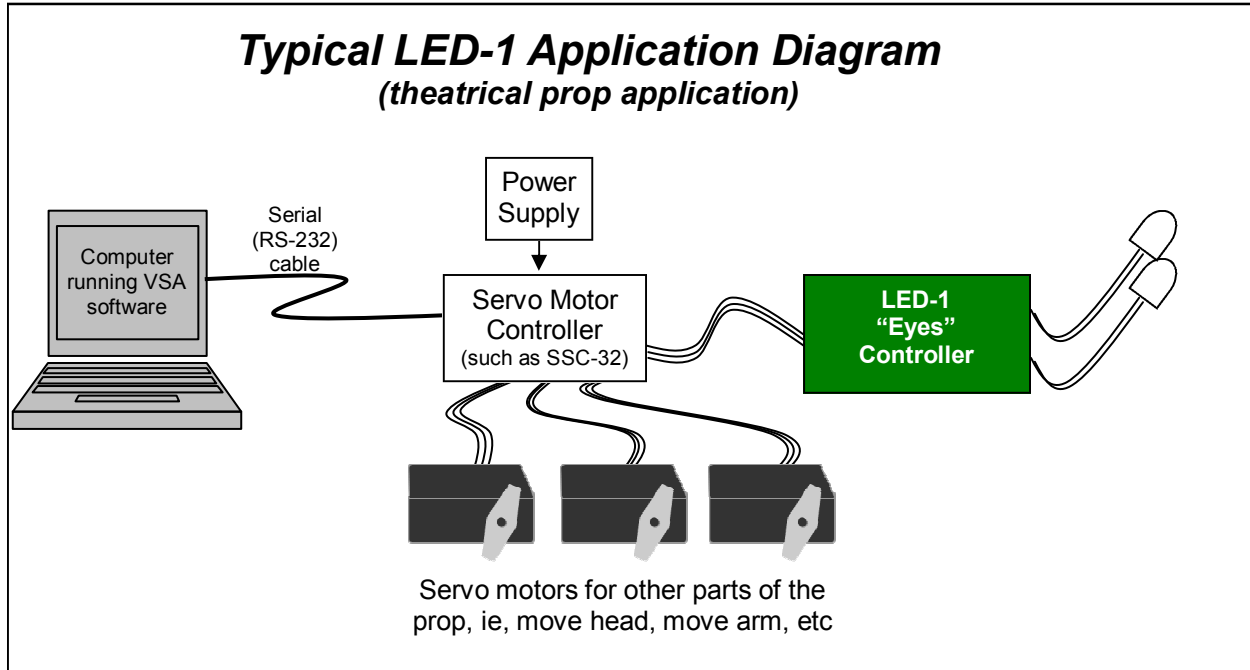 Typical LED-1 Application Diagram
(theatrical prop application)
Power
Supply
Serial
(RS-232)
cable
Computer
running VSA
software
Servo Motor
Controller
(such as SSC-32)
LED-1
“Eyes”
Controller
Servo motors for other parts of the
prop, ie, move head, move arm, etc